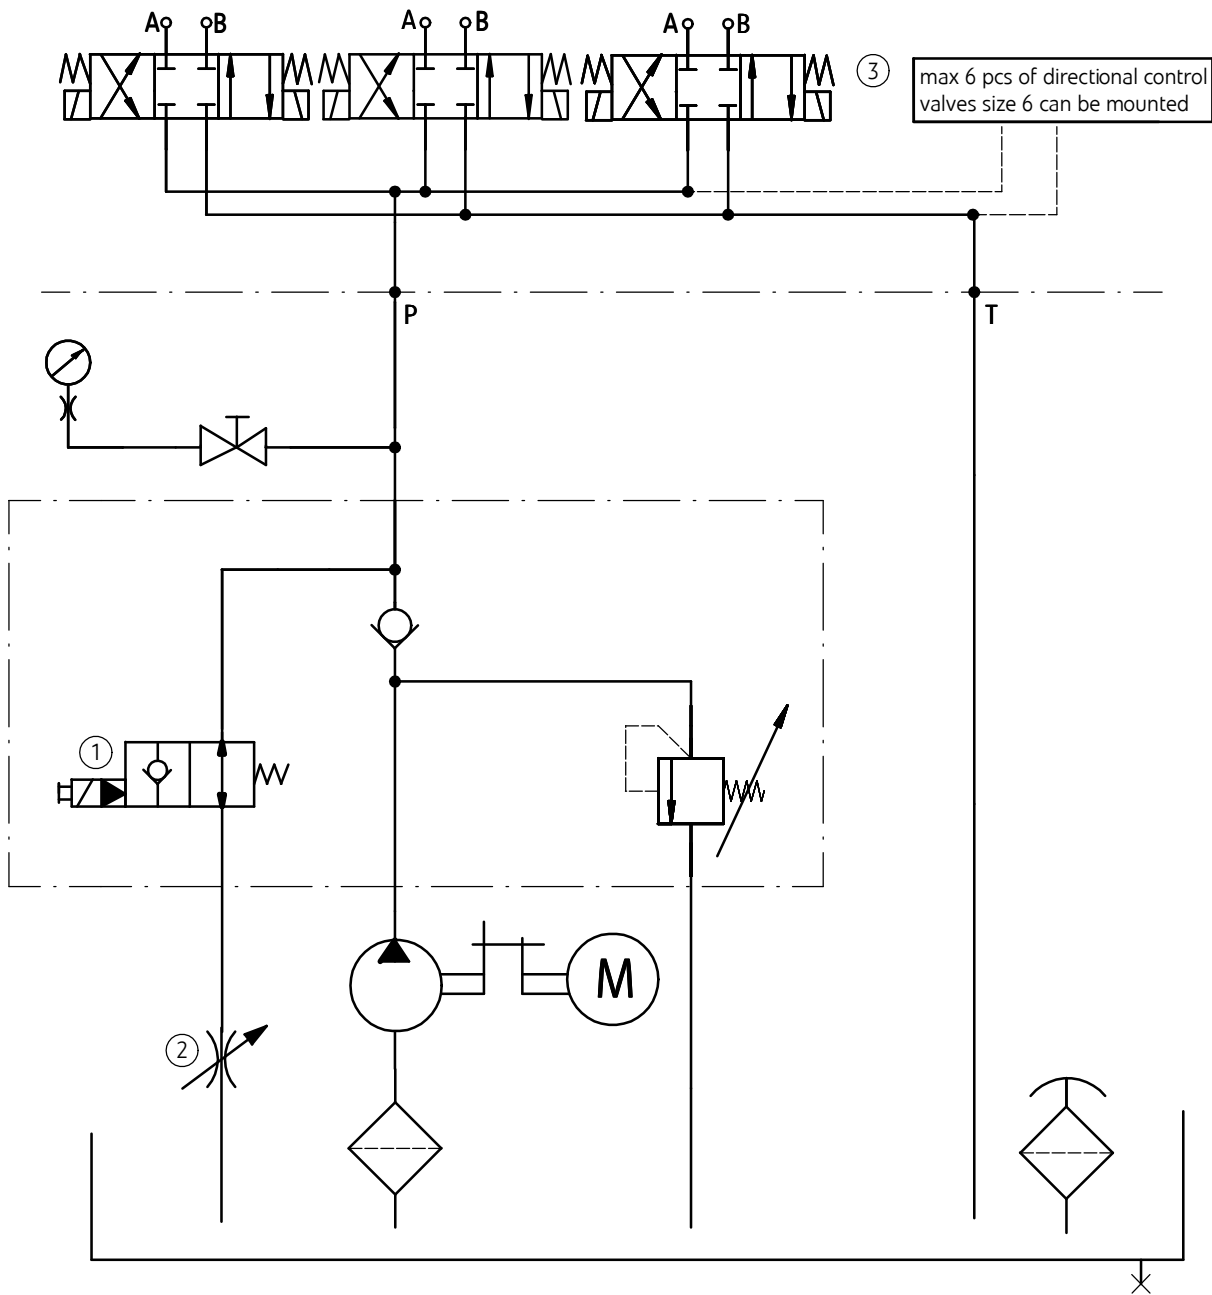 A B A B A B
3
max 6 pcs of directional control
valves size 6 can be mounted
P T
1
M
2